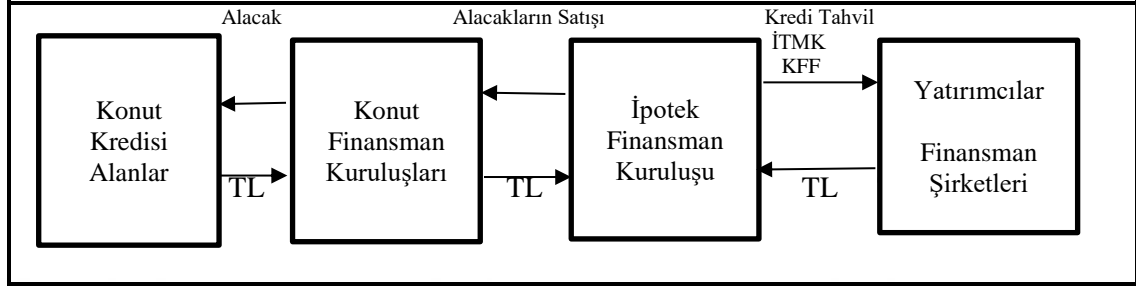 Alacak
Alacakların Satışı
Kredi Tahvil
İTMK
KFF
Konut
Kredisi
Alanlar
TL
Konut
Finansman
Kuruluşları
TL
İpotek
Finansman
Kuruluşu
TL
Yatırımcılar
Finansman
Şirketleri